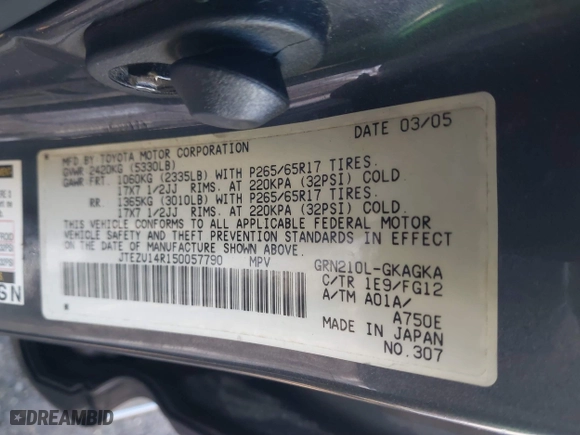 DATE 03/05
MFD BY TOYOTA MOTOR CORPORATION
GVWR 2420KG (5330LB)
GAWR FRT. 1060KG (2335LB) WITH P265/65R17 TIRES.
17X7 1/2JJ RIMS. AT 220KPA (32PSI) COLD
RR. 1365KG (3010LB) WITH P265/65R17 TIRES.
17X7 1/2JJ RIMS. AT 220KPA (32PSI) COLD
THIS VEHICLE CONFORMS TO ALL APPLICABLE FEDERAL MOTOR
VEHICLE SAFETY AND THEFT PREVENTION STANDARDS IN EFFECT
ON THE DATE OF MANUFACTURE SHOWN ABOVE.
JTEZU14R150057790 MPV
GRN210L-GKAGKA
C/TR 1E9/FG12
A/TM A01A/
A750E
MADE IN JAPAN
NO.307
DREAMBID